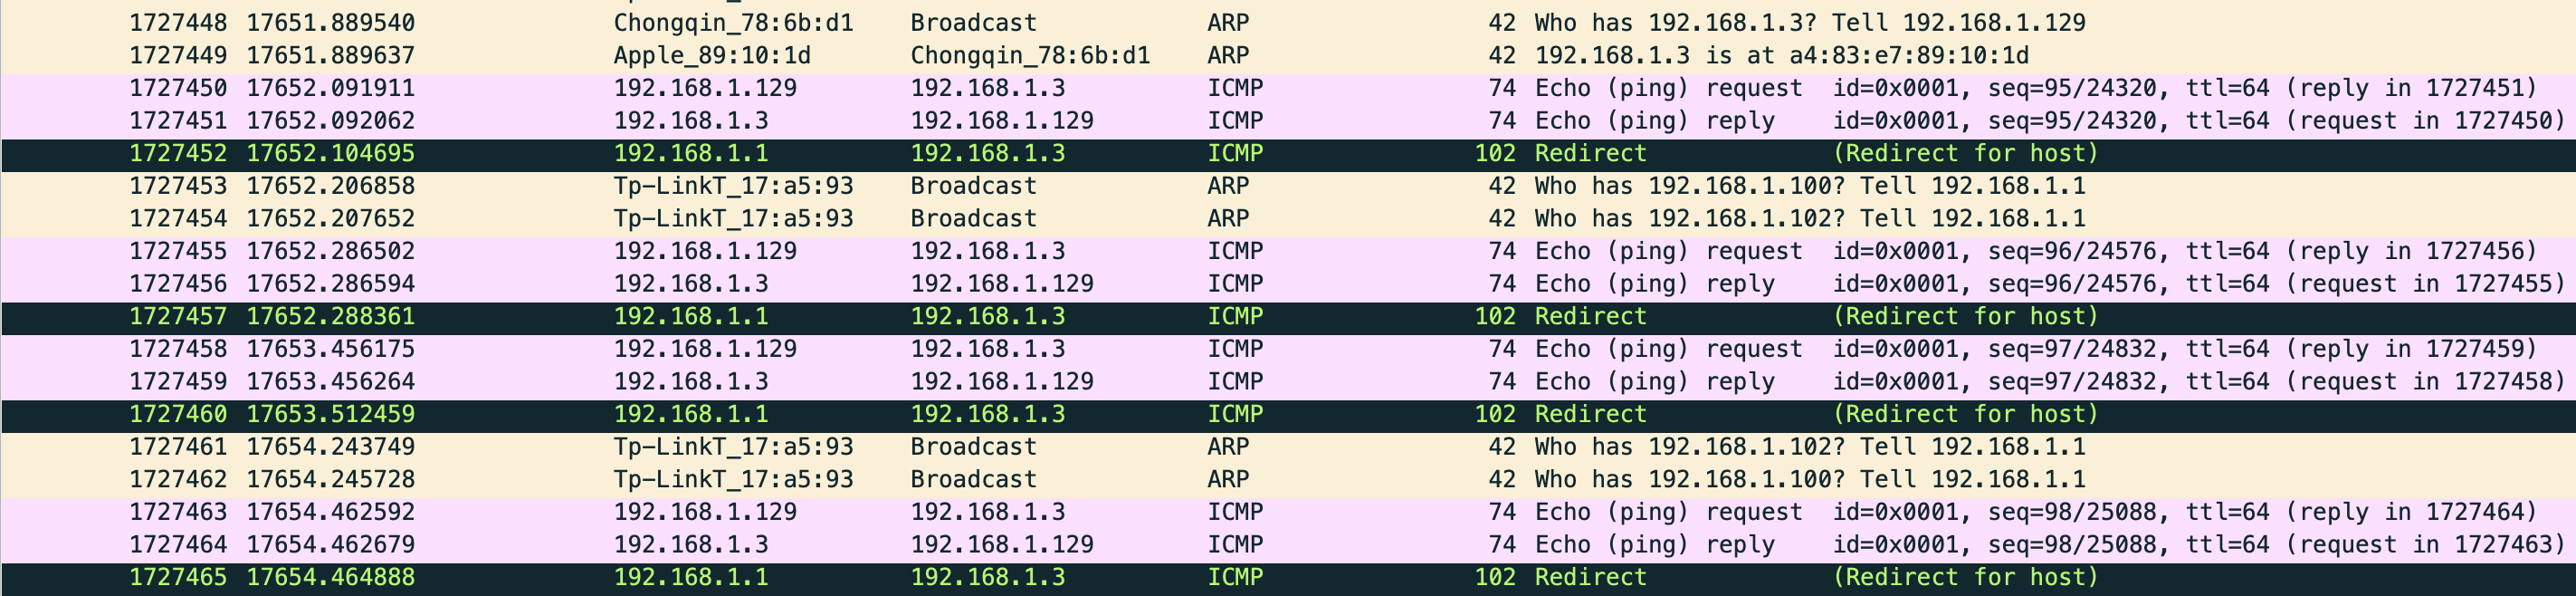 1727448 17651.889540 Chongqin_78:6b:d1 Broadcast ARP 42 Who has 192.168.1.3? Tell 192.168.1.129
1727449 17651.889637 Apple_89:10:1d Chongqin_78:6b:d1 ARP 42 192.168.1.3 is at a4:83:e7:89:10:1d
1727450 17652.091911 192.168.1.129 192.168.1.3 ICMP 74 Echo (ping) request id=0x0001, seq=95/24320, ttl=64 (reply in 1727451)
1727451 17652.092062 192.168.1.3 192.168.1.129 ICMP 74 Echo (ping) reply id=0x0001, seq=95/24320, ttl=64 (request in 1727450)
1727452 17652.104695 192.168.1.1 192.168.1.3 ICMP 102 Redirect (Redirect for host)
1727453 17652.206858 Tp-LinkT_17:a5:93 Broadcast ARP 42 Who has 192.168.1.100? Tell 192.168.1.1
1727454 17652.207652 Tp-LinkT_17:a5:93 Broadcast ARP 42 Who has 192.168.1.102? Tell 192.168.1.1
1727455 17652.286502 192.168.1.129 192.168.1.3 ICMP 74 Echo (ping) request id=0x0001, seq=96/24576, ttl=64 (reply in 1727456)
1727456 17652.286594 192.168.1.3 192.168.1.129 ICMP 74 Echo (ping) reply id=0x0001, seq=96/24576, ttl=64 (request in 1727455)
1727457 17652.288361 192.168.1.1 192.168.1.3 ICMP 102 Redirect (Redirect for host)
1727458 17653.456175 192.168.1.129 192.168.1.3 ICMP 74 Echo (ping) request id=0x0001, seq=97/24832, ttl=64 (reply in 1727459)
1727459 17653.456264 192.168.1.3 192.168.1.129 ICMP 74 Echo (ping) reply id=0x0001, seq=97/24832, ttl=64 (request in 1727458)
1727460 17653.512459 192.168.1.1 192.168.1.3 ICMP 102 Redirect (Redirect for host)
1727461 17654.243749 Tp-LinkT_17:a5:93 Broadcast ARP 42 Who has 192.168.1.102? Tell 192.168.1.1
1727462 17654.245728 Tp-LinkT_17:a5:93 Broadcast ARP 42 Who has 192.168.1.100? Tell 192.168.1.1
1727463 17654.462592 192.168.1.129 192.168.1.3 ICMP 74 Echo (ping) request id=0x0001, seq=98/25088, ttl=64 (reply in 1727464)
1727464 17654.462679 192.168.1.3 192.168.1.129 ICMP 74 Echo (ping) reply id=0x0001, seq=98/25088, ttl=64 (request in 1727463)
1727465 17654.464888 192.168.1.1 192.168.1.3 ICMP 102 Redirect (Redirect for host)